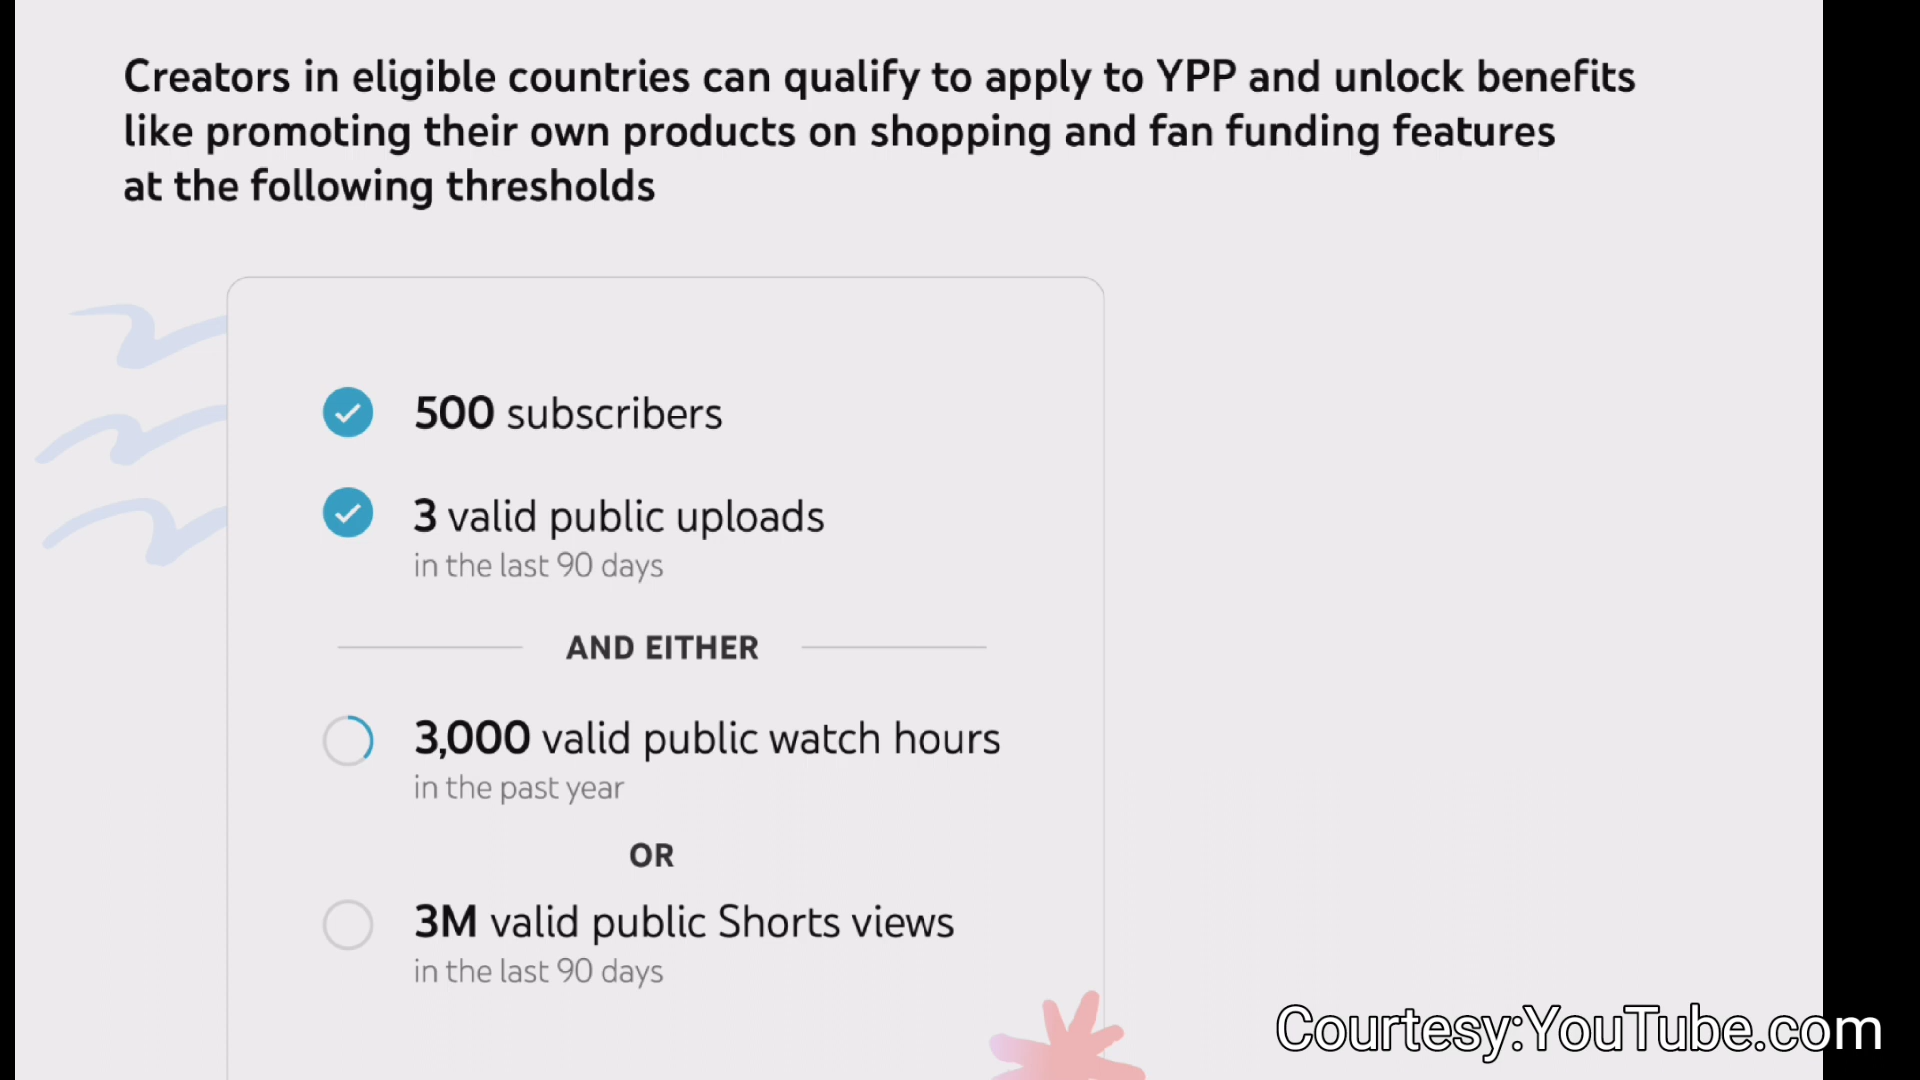 Creators in eligible countries can qualify to apply to YPP and unlock benefits
like promoting their own products on shopping and fan funding features
at the following thresholds
500 subscribers
3 valid public uploads
in the last 90 days
AND EITHER
3,000 valid public watch hours
in the past year
OR
3M valid public Shorts views
in the last 90 days
Courtesy:YouTube.com